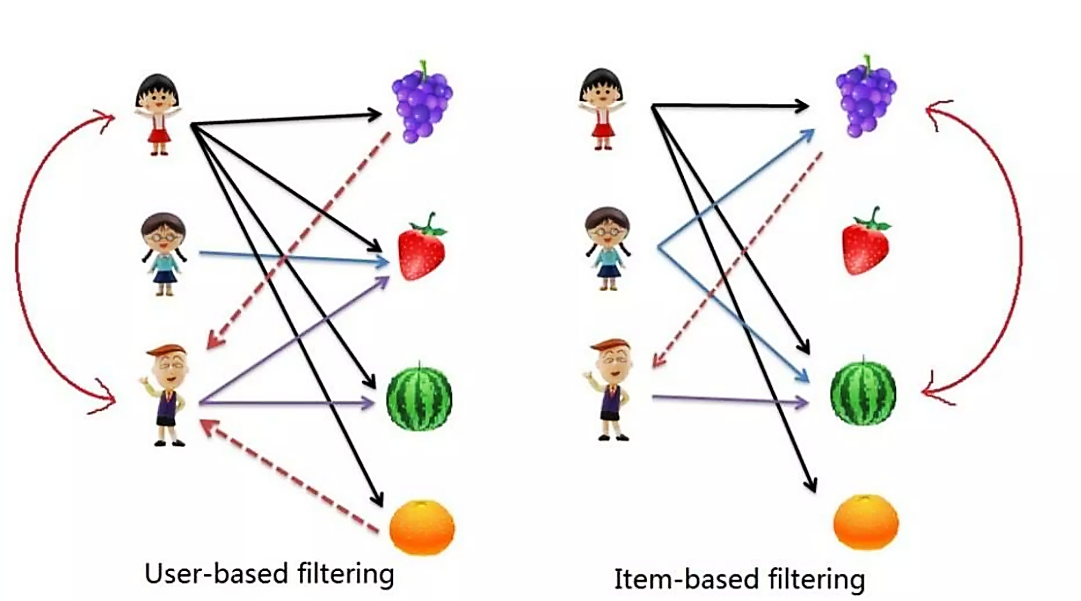 User-based filtering
Item-based filtering